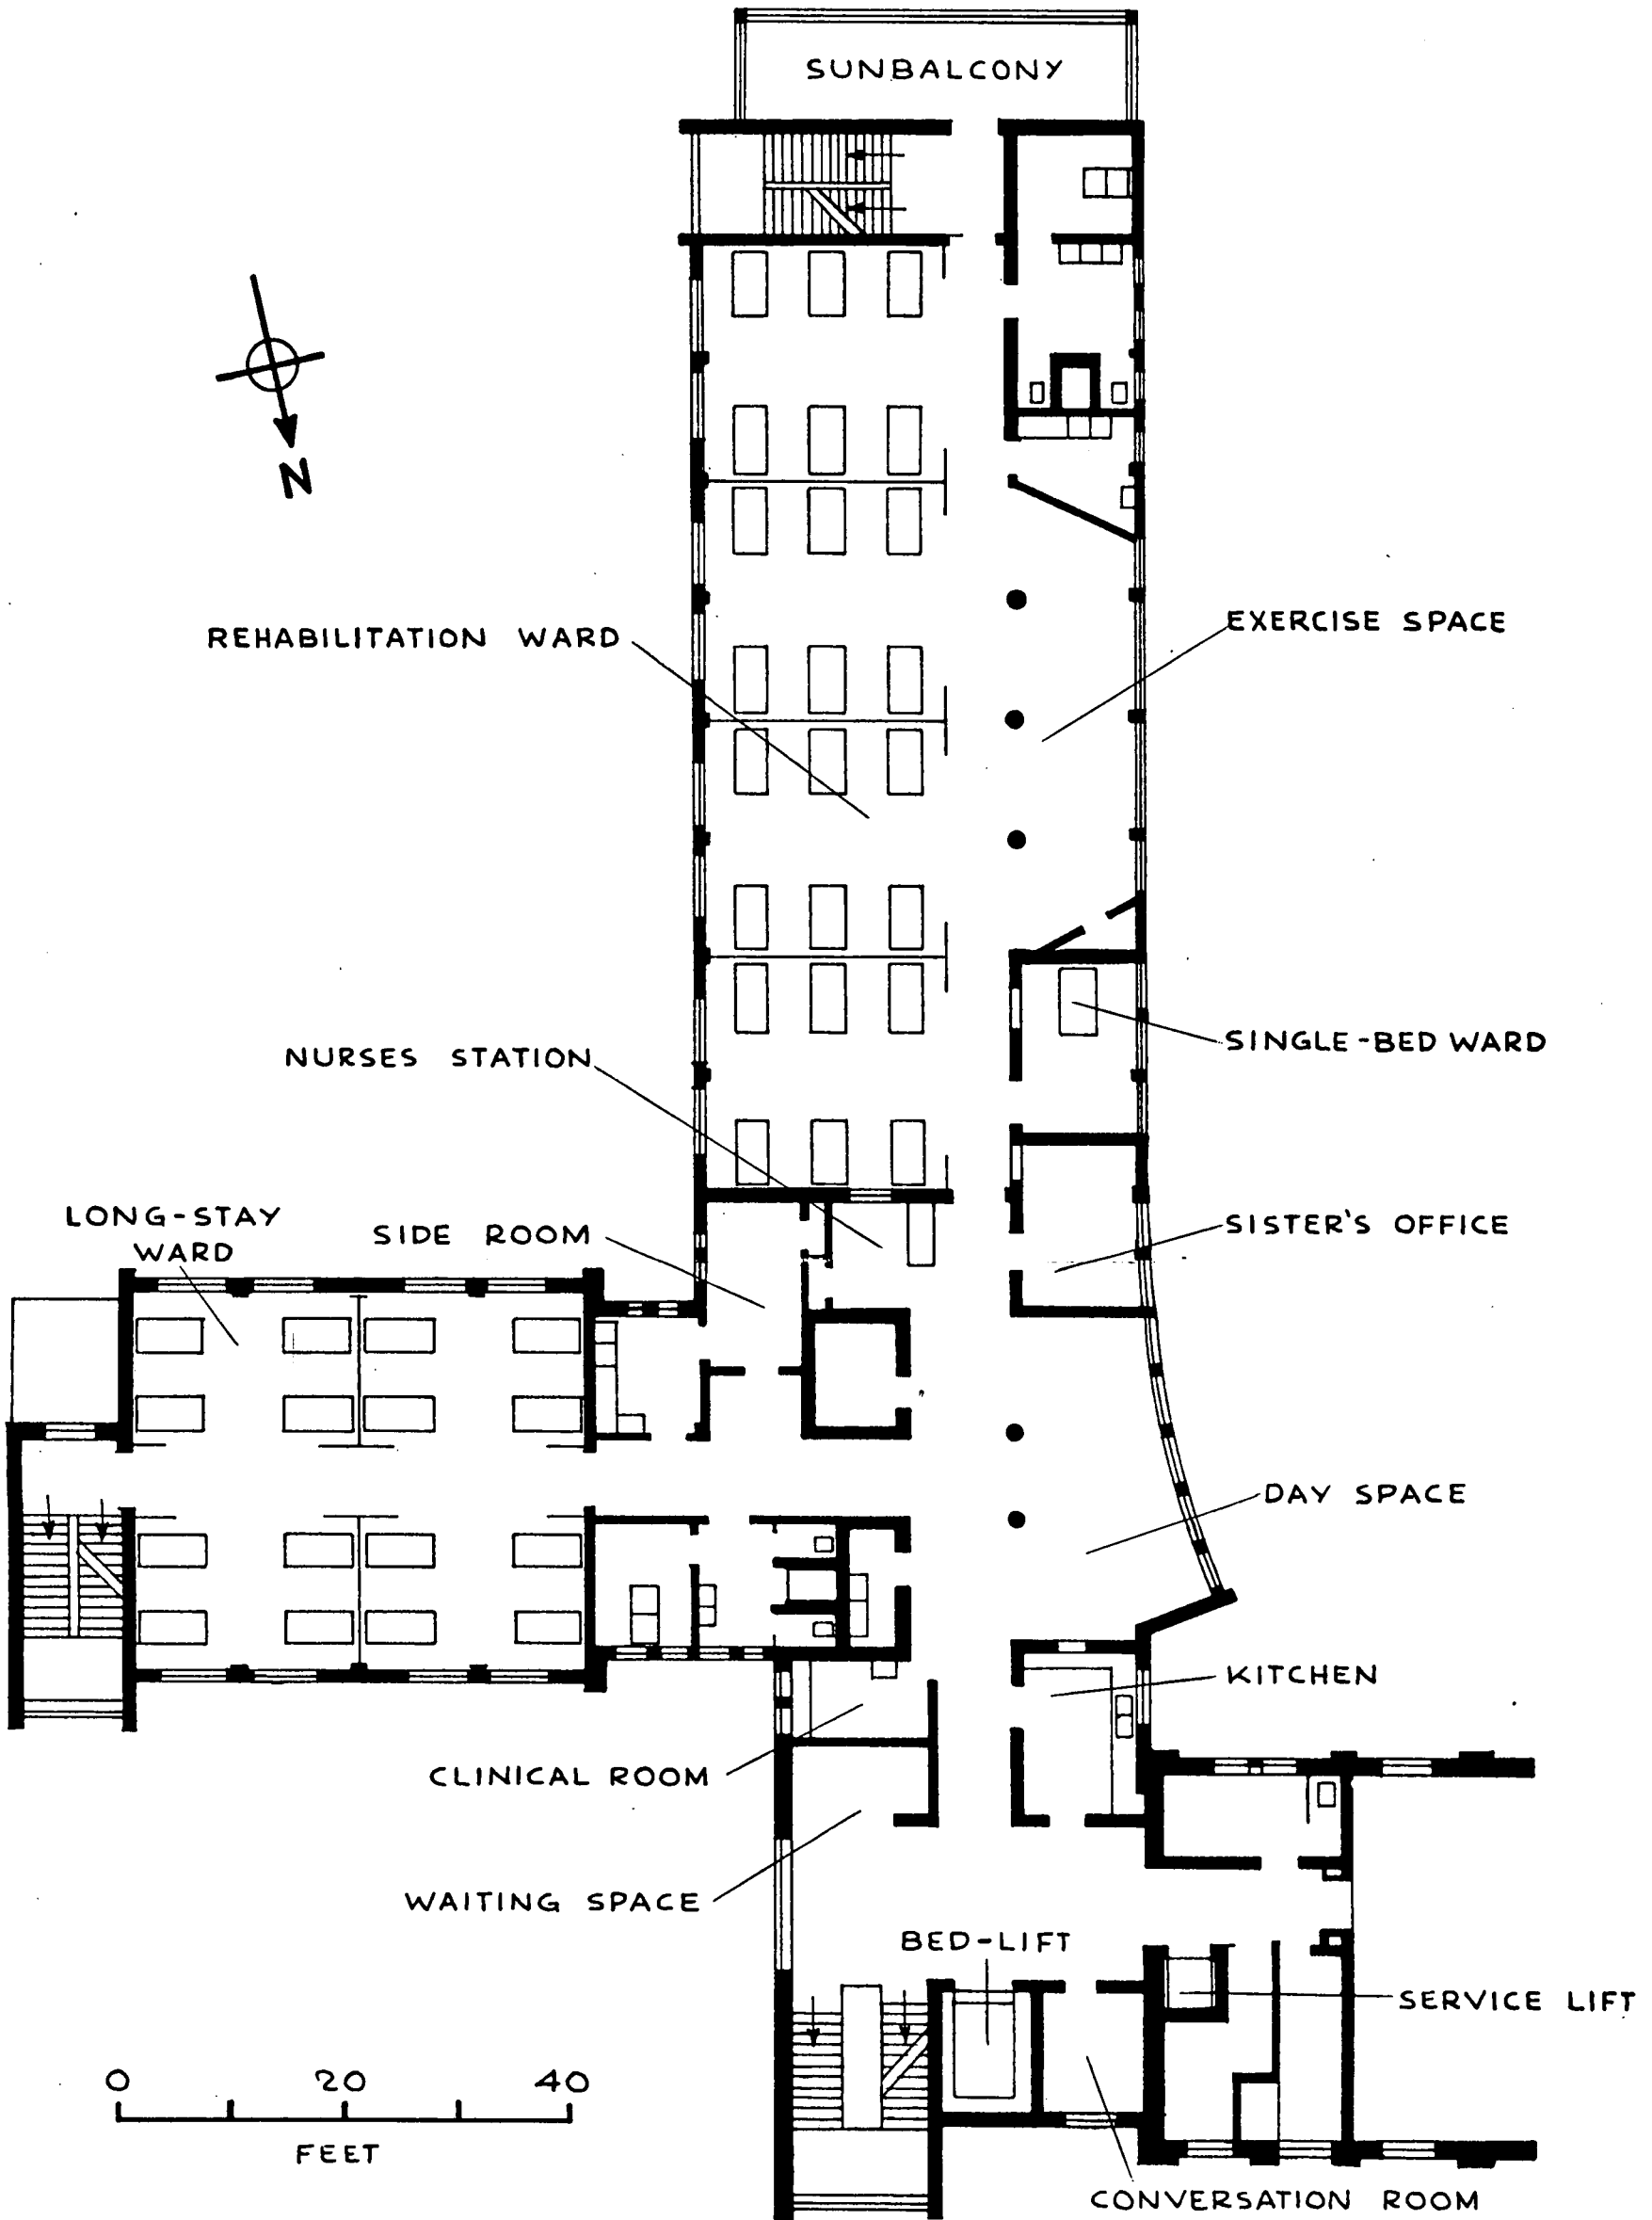 SUNBALCONY
N
REHABILITATION WARD
EXERCISE SPACE
NURSES STATION
SINGLE-BED WARD
LONG-STAY
WARD
SIDE ROOM
SISTER'S OFFICE
DAY SPACE
KITCHEN
CLINICAL ROOM
WAITING SPACE
BED-LIFT
SERVICE LIFT
0 20 40
FEET
CONVERSATION ROOM